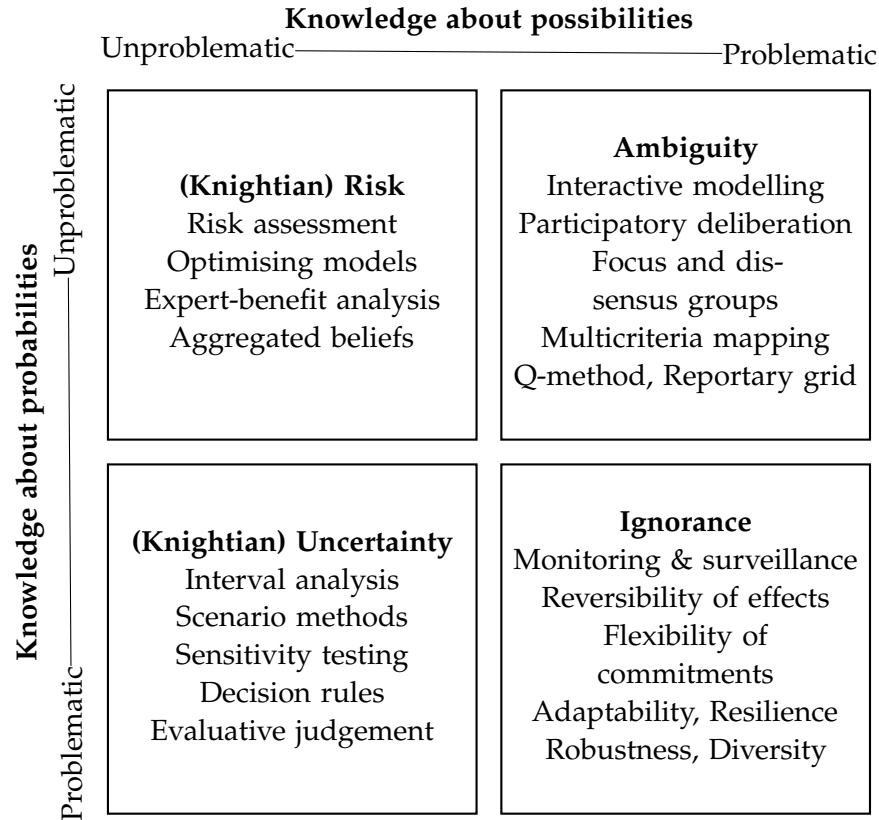 Knowledge about possibilities
Unproblematic
Problematic
Knowledge about probabilities
Unproblematic
Problematic
(Knightian) Risk
Risk assessment
Optimising models
Expert-benefit analysis
Aggregated beliefs
Ambiguity
Interactive modelling
Participatory deliberation
Focus and dis-
sensus groups
Multicriteria mapping
Q-method, Reportary grid
(Knightian) Uncertainty
Interval analysis
Scenario methods
Sensitivity testing
Decision rules
Evaluative judgement
Ignorance
Monitoring & surveillance
Reversibility of effects
Flexibility of
commitments
Adaptability, Resilience
Robustness, Diversity